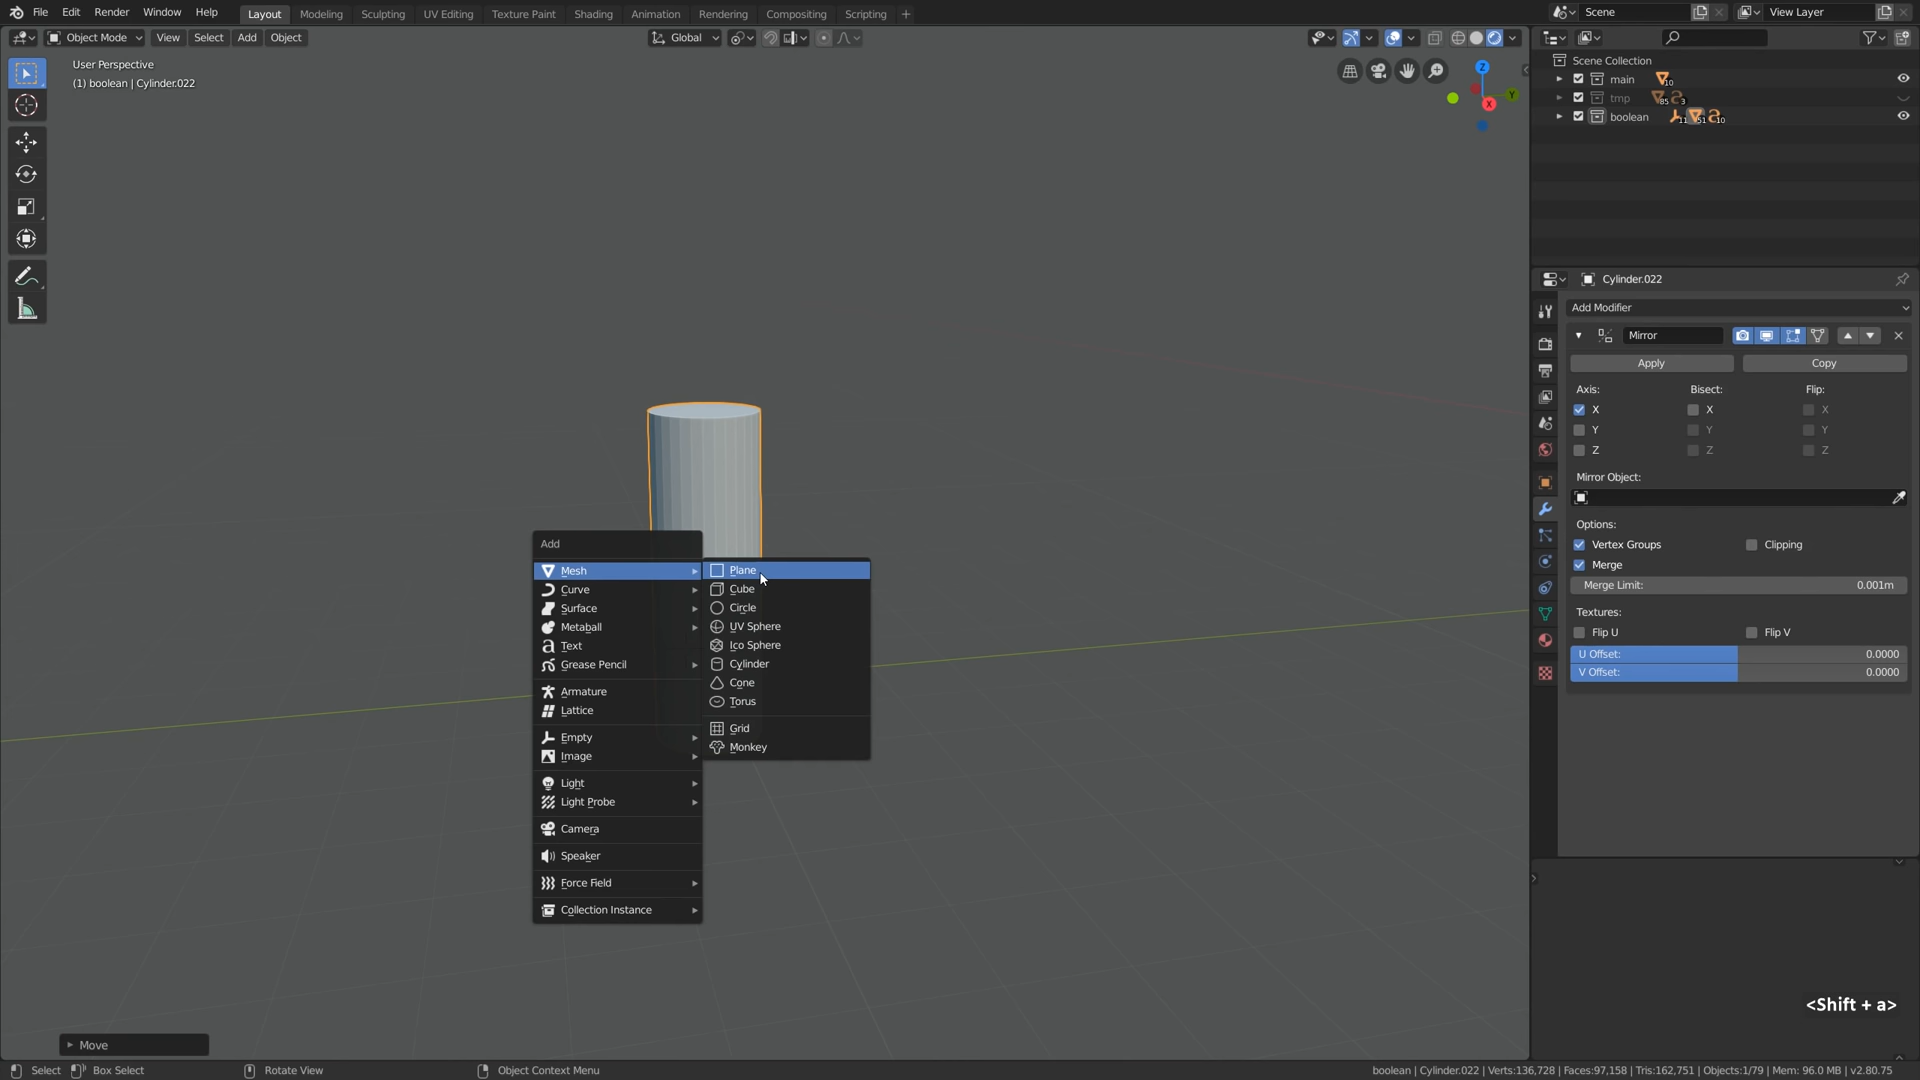 File Edit Render Window Help Layout Modeling Sculpting UV Editing Texture Paint Shading Animation Rendering Compositing Scripting + Scene View Layer
Object Mode View Select Add Object Global
User Perspective
(1) boolean | Cylinder.022
Z
Y
X
Scene Collection
main 10
tmp 85 3
boolean 11 51 10
Cylinder.022
Add Modifier
Mirror
Apply Copy
Axis: Bisect: Flip:
X X X
Y Y Y
Z Z Z
Mirror Object:
Options:
Vertex Groups Clipping
Merge
Merge Limit: 0.001m
Textures:
Flip U Flip V
U Offset: 0.0000
V Offset: 0.0000
Add
Mesh
Curve
Surface
Metaball
Text
Grease Pencil
Armature
Lattice
Empty
Image
Light
Light Probe
Camera
Speaker
Force Field
Collection Instance
Plane
Cube
Circle
UV Sphere
Ico Sphere
Cylinder
Cone
Torus
Grid
Monkey
<Shift + a>
Move
Select Box Select Rotate View Object Context Menu boolean | Cylinder.022 | Verts:136,728 | Faces:97,158 | Tris:162,751 | Objects:1/79 | Mem: 96.0 MB | v2.80.75